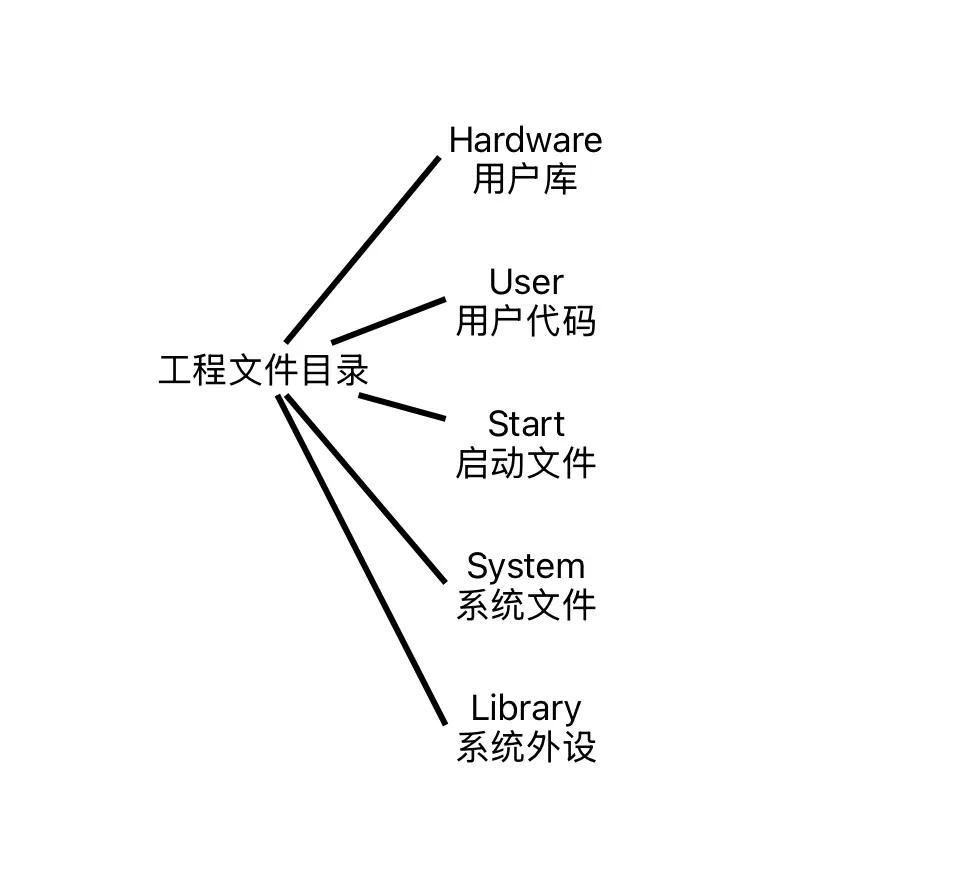 Hardware
用户库
User
用户代码
工程文件目录
Start
启动文件
System
系统文件
Library
系统外设